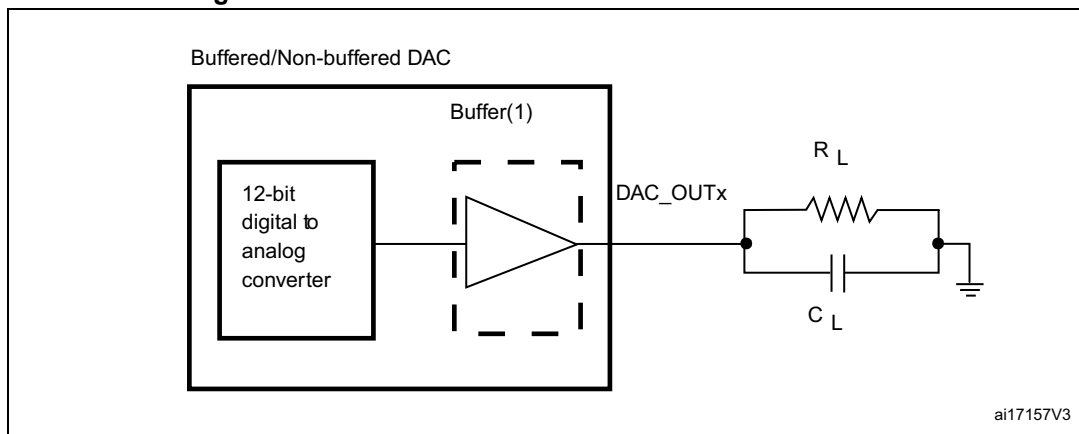 Buffered/Non-buffered DAC
Buffer(1)
12-bit
digital to
analog
converter
DAC_OUTx
R L
C L
ai17157V3